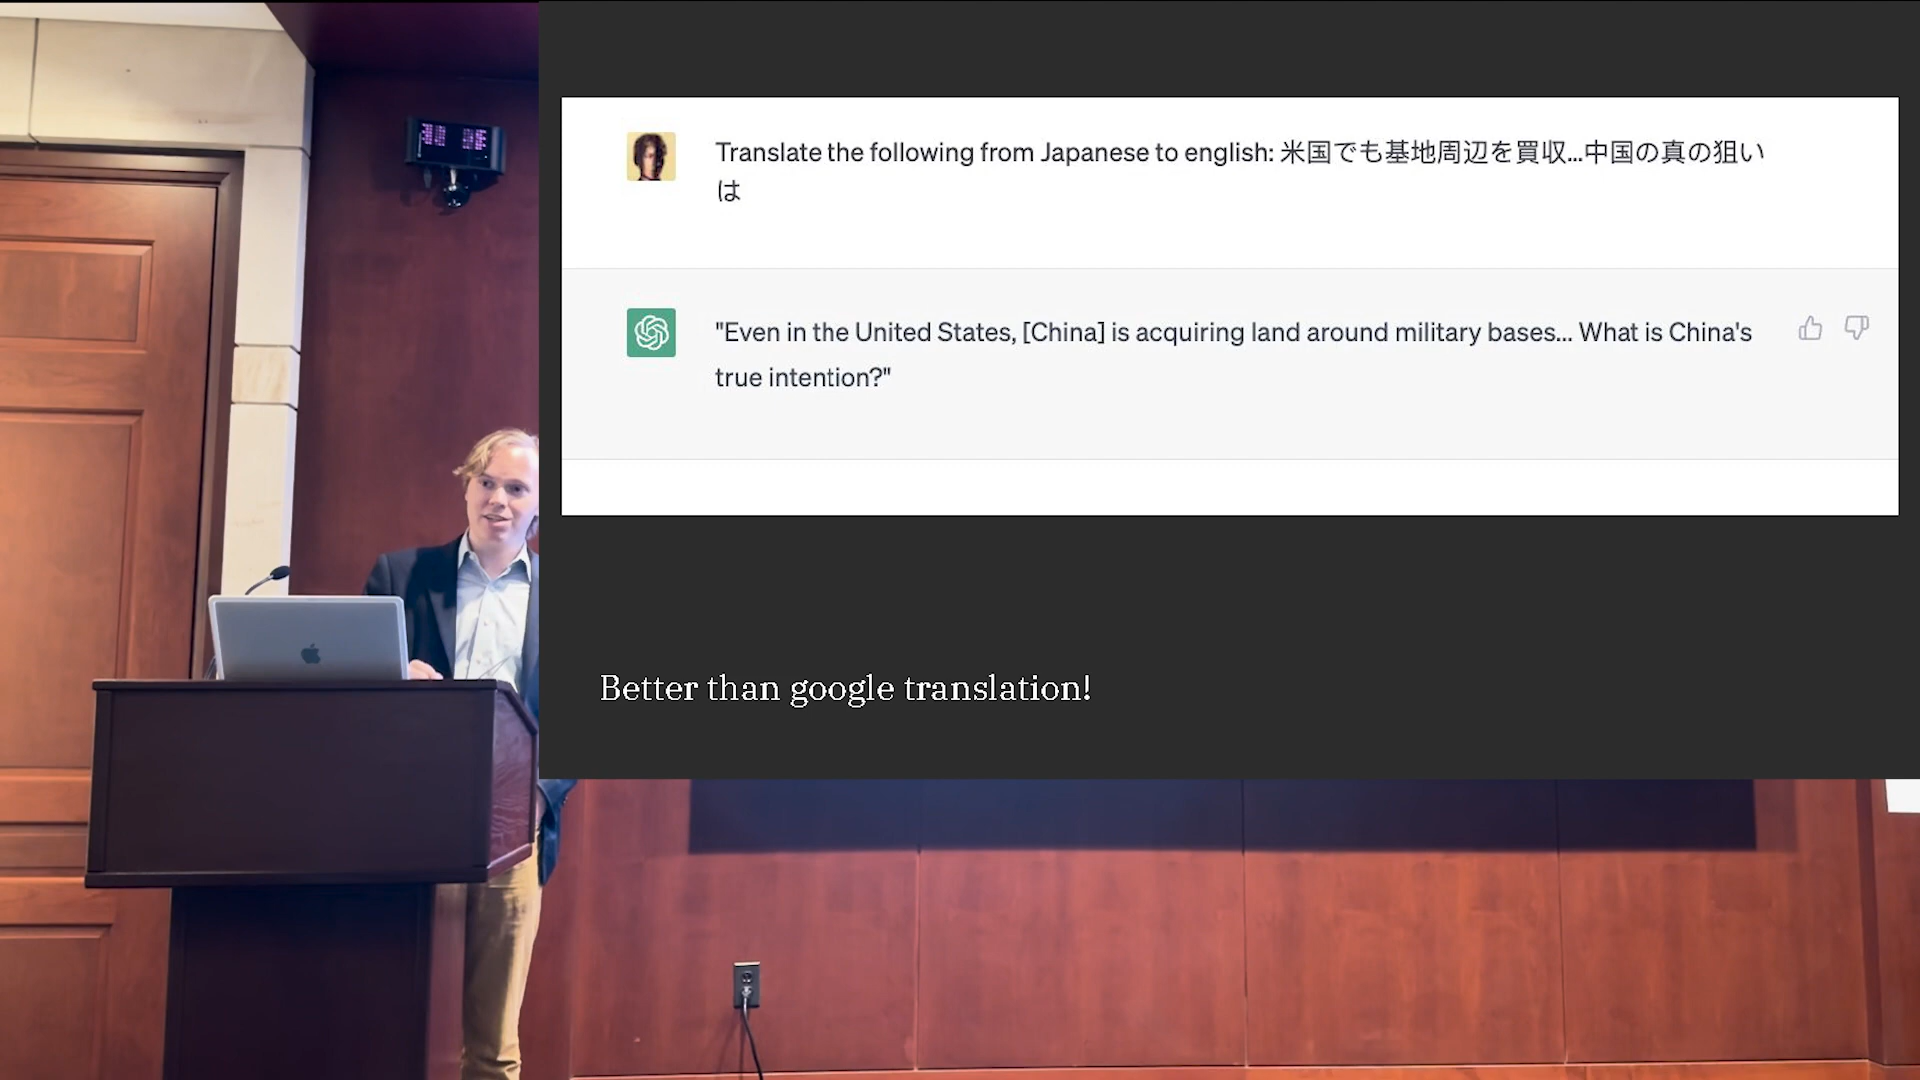 Translate the following from Japanese to english: 米国でも基地周辺を買収...中国の真の狙い
は
"Even in the United States, [China] is acquiring land around military bases... What is China's
true intention?"
Better than google translation!